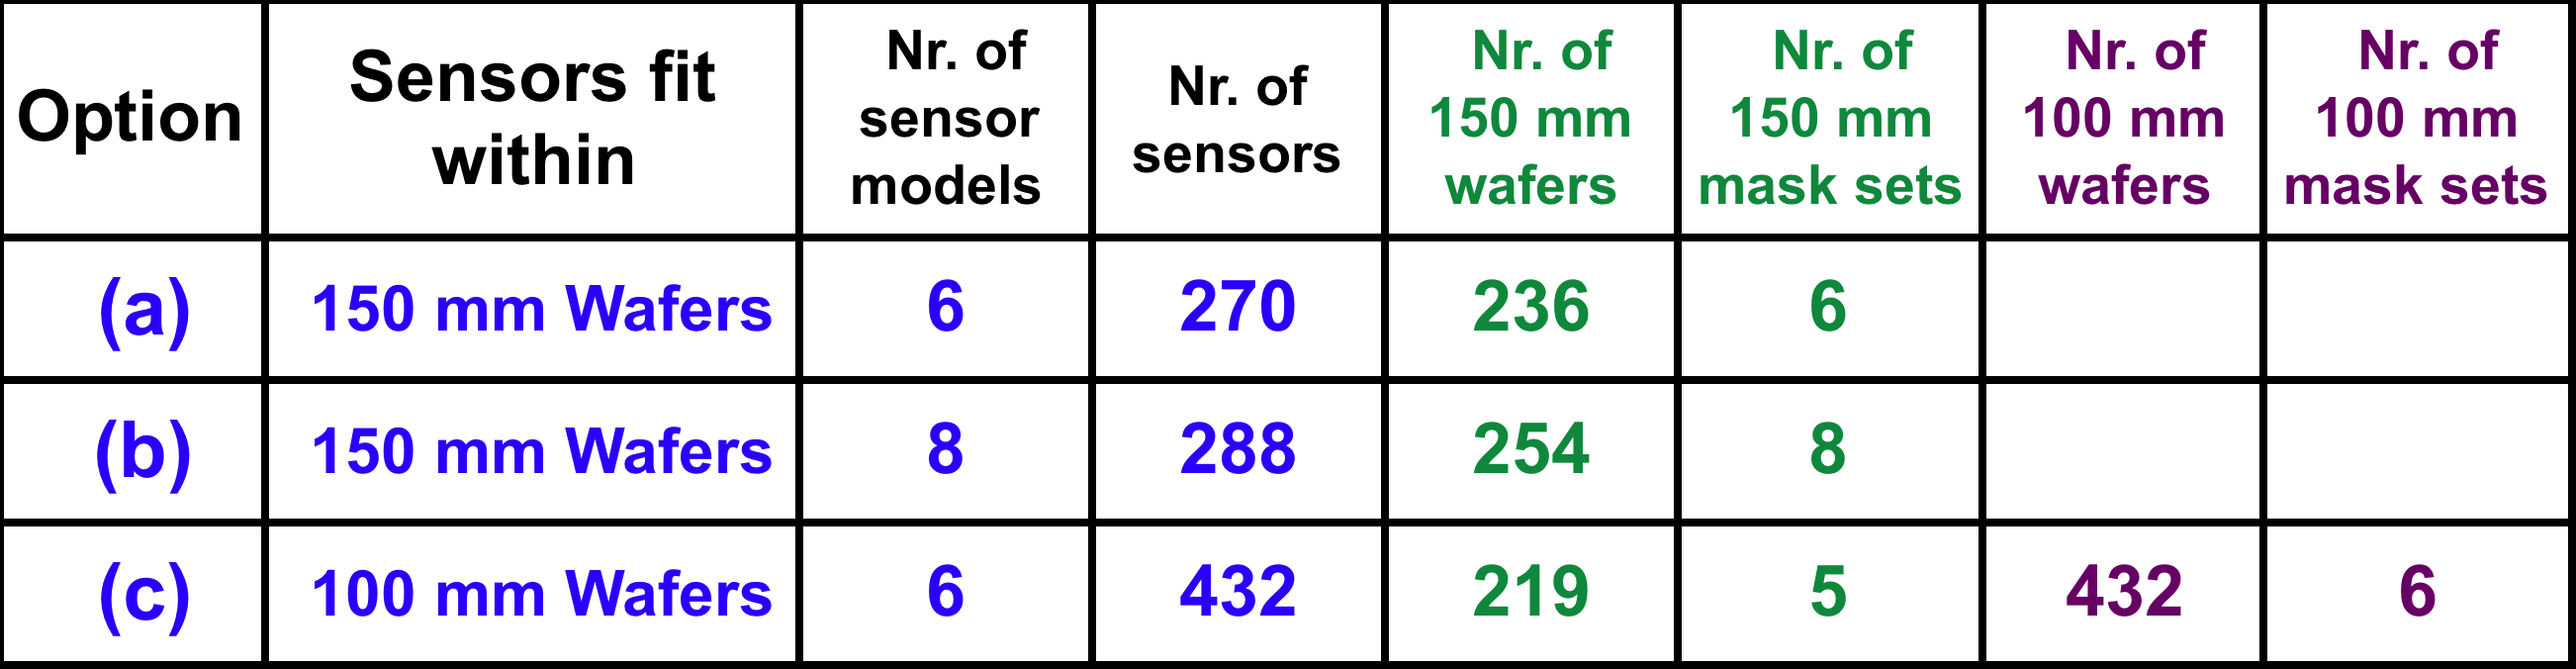 Option
Sensors fit
within
Nr. of
sensor
models
Nr. of
sensors
Nr. of
150 mm
wafers
Nr. of
150 mm
mask sets
Nr. of
100 mm
wafers
Nr. of
100 mm
mask sets
(a) 150 mm Wafers 6 270 236 6
(b) 150 mm Wafers 8 288 254 8
(c) 100 mm Wafers 6 432 219 5 432 6